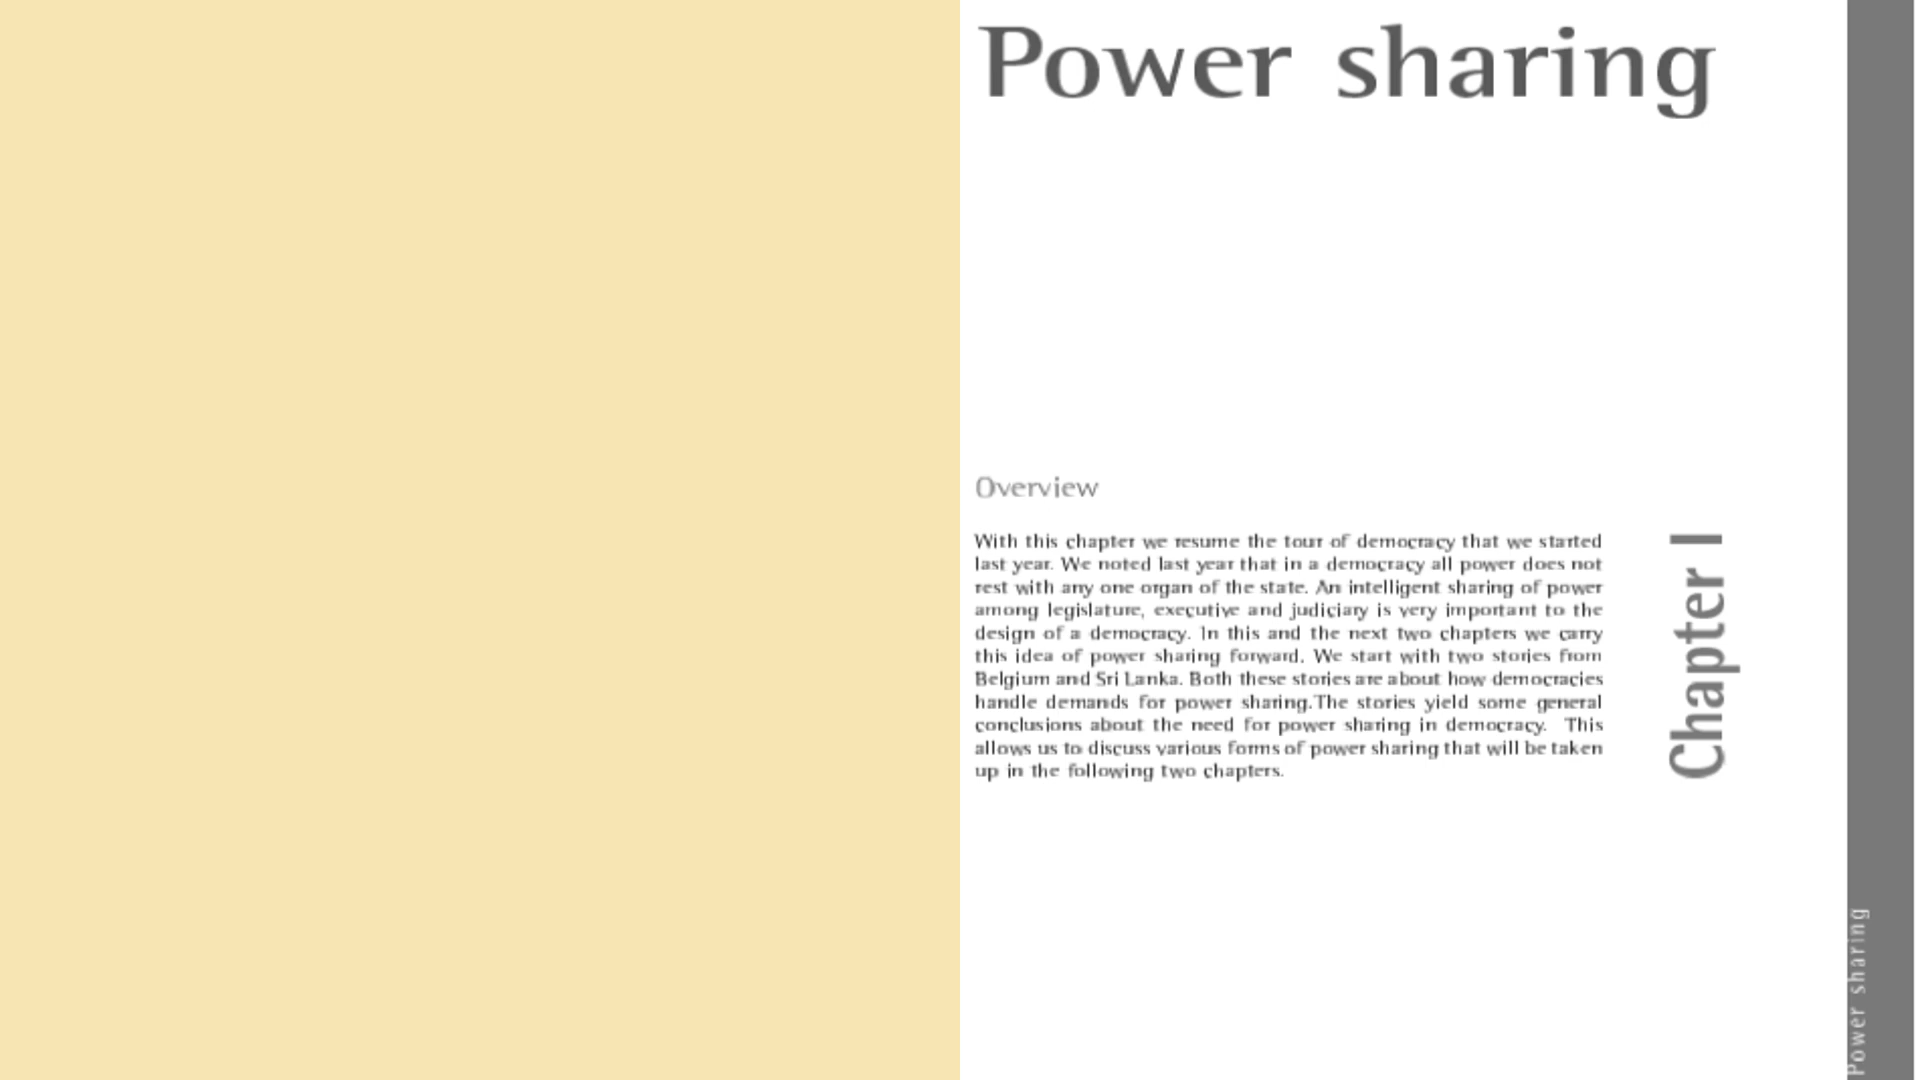 Power sharing
Overview
With this chapter we resume the tour of democracy that we started
last year. We noted last year that in a democracy all power does not
rest with any one organ of the state. An intelligent sharing of power
among legislature, executive and judiciary is very important to the
design of a democracy. In this and the next two chapters we carry
this idea of power sharing forward. We start with two stories from
Belgium and Sri Lanka. Both these stories are about how democracies
handle demands for power sharing.The stories yield some general
conclusions about the need for power sharing in democracy. This
allows us to discuss various forms of power sharing that will be taken
up in the following two chapters.
Chapter I
Power sharing